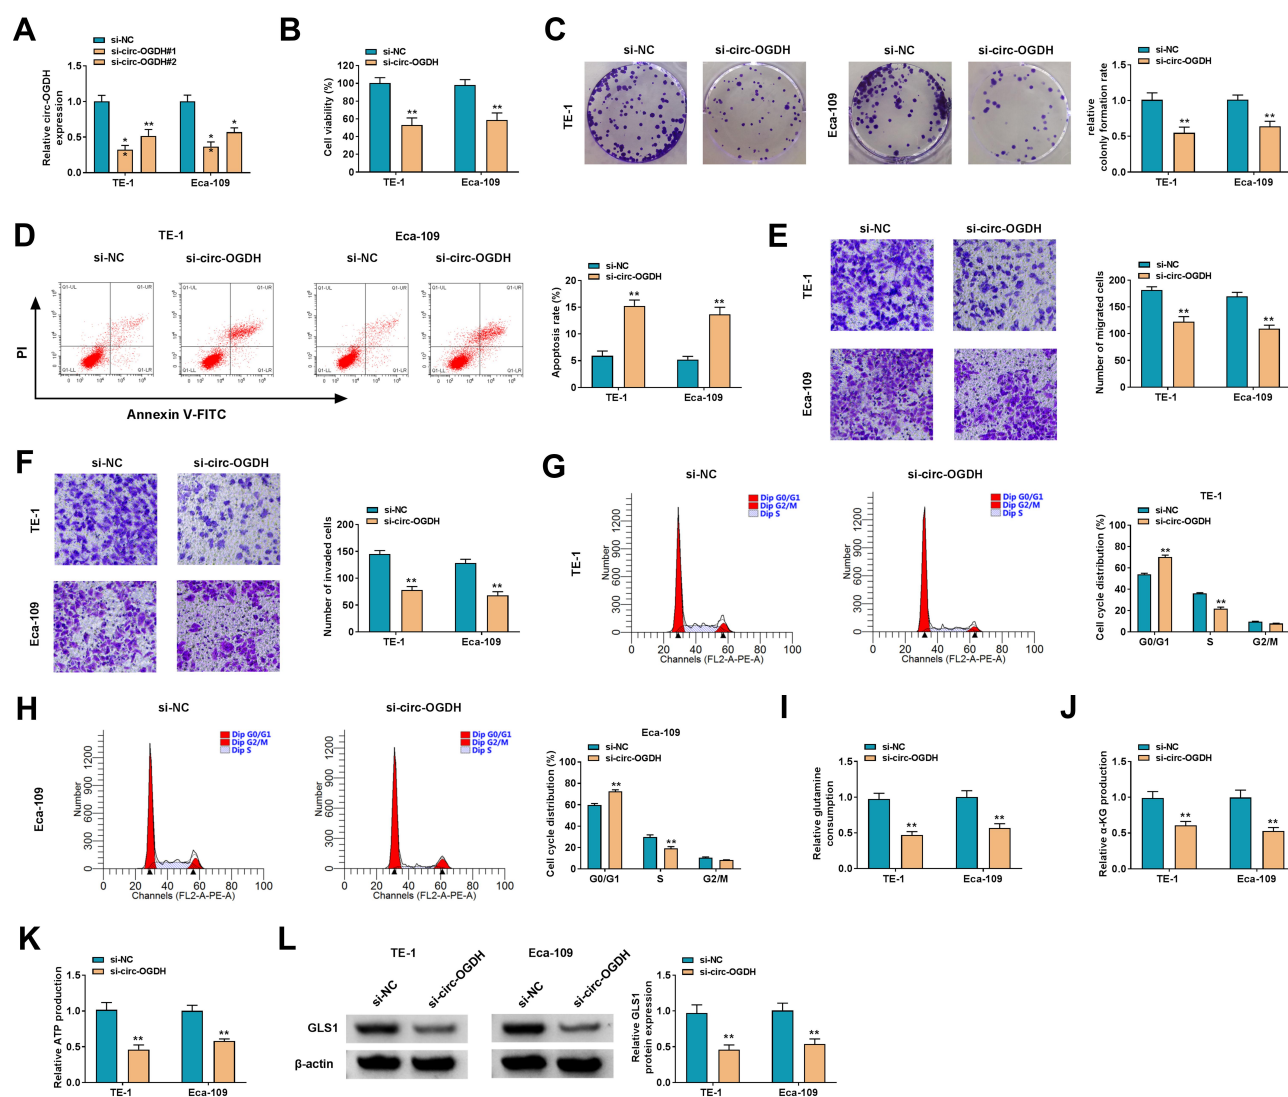 A
si-NC
si-circ-OGDH#1
si-circ-OGDH#2
Relative circ-OGDH
expression
1.5
1.0
0.5
0.0
* *
**
* *
*
TE-1
Eca-109
B
si-NC
si-circ-OGDH
Cell viability (%)
120
100
80
60
40
20
0
**
**
TE-1
Eca-109
C
si-NC
si-circ-OGDH
si-NC
si-circ-OGDH
TE-1
Eca-109
si-NC
si-circ-OGDH
relative
colonly formation rate
1.5
1.0
0.5
0.0
**
**
TE-1
Eca-109
D
TE-1
Eca-109
si-NC
si-circ-OGDH
si-NC
si-circ-OGDH
PI
Annexin V-FITC
Q1-UL
Q1-UR
Q1-LL
Q1-LR
si-NC
si-circ-OGDH
Apoptosis rate (%)
20
15
10
5
0
**
**
TE-1
Eca-109
E
si-NC
si-circ-OGDH
TE-1
Eca-109
si-NC
si-circ-OGDH
Number of migrated cells
200
150
100
50
0
**
**
TE-1
Eca-109
F
si-NC
si-circ-OGDH
TE-1
Eca-109
si-NC
si-circ-OGDH
Number of invaded cells
200
150
100
50
0
**
**
TE-1
Eca-109
G
si-NC
si-circ-OGDH
TE-1
Dip G0/G1
Dip G2/M
Dip S
Number
0 300 600 900 1200
0 20 40 60 80 100
Channels (FL2-A-PE-A)
Dip G0/G1
Dip G2/M
Dip S
Number
0 300 600 900 1200
0 20 40 60 80 100
Channels (FL2-A-PE-A)
TE-1
si-NC
si-circ-OGDH
Cell cycle distribution (%)
100
80
60
40
20
0
**
**
G0/G1
S
G2/M
H
si-NC
si-circ-OGDH
Eca-109
Dip G0/G1
Dip G2/M
Dip S
Number
0 300 600 900 1200
0 20 40 60 80 100
Channels (FL2-A-PE-A)
Dip G0/G1
Dip G2/M
Dip S
Number
0 300 600 900 1200
0 20 40 60 80 100
Channels (FL2-A-PE-A)
Eca-109
si-NC
si-circ-OGDH
Cell cycle distribution (%)
100
80
60
40
20
0
**
**
G0/G1
S
G2/M
I
si-NC
si-circ-OGDH
Relative glutamine
consumption
1.5
1.0
0.5
0.0
**
**
TE-1
Eca-109
J
si-NC
si-circ-OGDH
Relative α-KG production
1.5
1.0
0.5
0.0
**
**
TE-1
Eca-109
K
si-NC
si-circ-OGDH
Relative ATP production
1.5
1.0
0.5
0.0
**
**
TE-1
Eca-109
L
TE-1
Eca-109
si-NC
si-circ-OGDH
si-NC
si-circ-OGDH
GLS1
β-actin
si-NC
si-circ-OGDH
Relative GLS1
protein expression
1.5
1.0
0.5
0.0
**
**
TE-1
Eca-109